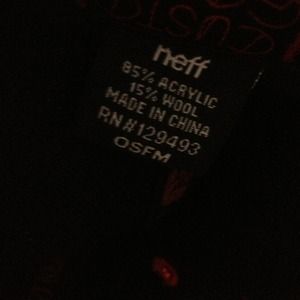 neff
85% ACRYLIC
15% WOOL
MADE IN CHINA
RN#129493
OSFM